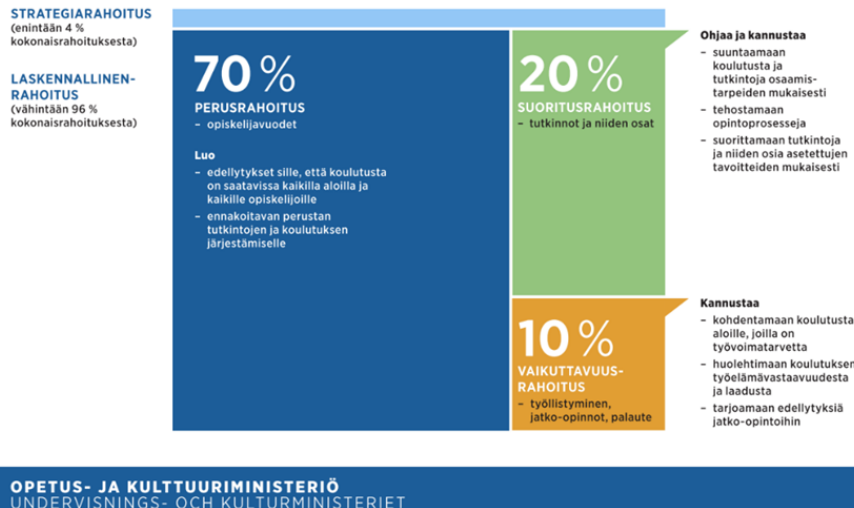 STRATEGIARAHOITUS
(enintään 4 %
kokonaisrahoituksesta)
LASKENNALLINEN-
RAHOITUS
(vähintään 96 %
kokonaisrahoituksesta)
70 %
PERUSRAHOITUS
– opiskelijavuodet
Luo
– edellytykset sille, että koulutusta
on saatavissa kaikilla aloilla ja
kaikille opiskelijoille
– ennakoitavan perustan
tutkintojen ja koulutuksen
järjestämiselle
20 %
SUORITUSRAHOITUS
– tutkinnot ja niiden osat
Ohjaa ja kannustaa
– suuntaamaan
koulutusta ja
tutkintoja osaamis-
tarpeiden mukaisesti
– tehostamaan
opintoprosesseja
– suorittamaan tutkintoja
ja niiden osia asetettujen
tavoitteiden mukaisesti
10 %
VAIKUTTAVUUS-
RAHOITUS
– työllistyminen,
jatko-opinnot, palaute
Kannustaa
– kohdentamaan koulutusta
aloille, joilla on
työvoimatarvetta
– huolehtimaan koulutuksen
työelämävastaavuudesta
ja laadusta
– tarjoamaan edellytyksiä
jatko-opintoihin
OPETUS- JA KULTTUURIMINISTERIÖ
UNDERVISNINGS- OCH KULTURMINISTERIET